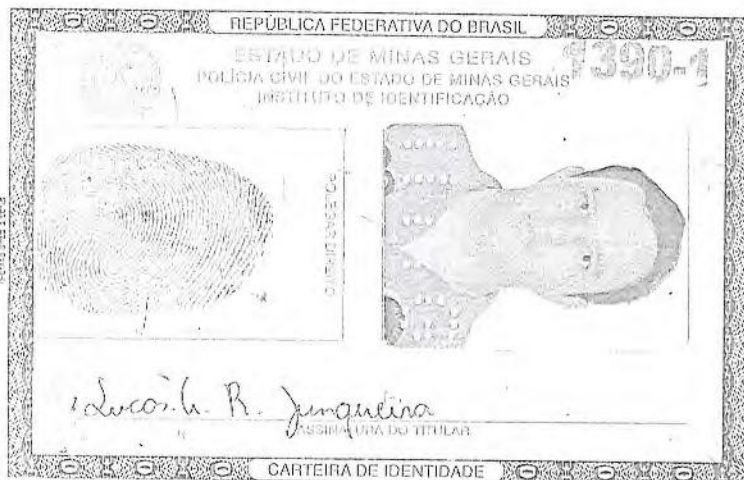 REPÚBLICA FEDERATIVA DO BRASIL
ESTADO DE MINAS GERAIS
1390-1
POLÍCIA CIVIL DO ESTADO DE MINAS GERAIS
INSTITUTO DE IDENTIFICAÇÃO
POLEGAR DIREITO
Lucas G. R. Junqueira
ASSINATURA DO TITULAR
CARTEIRA DE IDENTIDADE